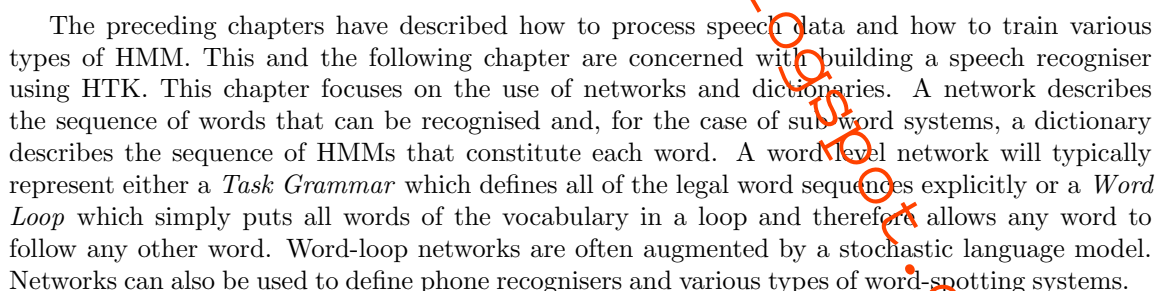 The preceding chapters have described how to process speech data and how to train various
types of HMM. This and the following chapter are concerned with building a speech recogniser
using HTK. This chapter focuses on the use of networks and dictionaries. A network describes
the sequence of words that can be recognised and, for the case of sub-word systems, a dictionary
describes the sequence of HMMs that constitute each word. A word level network will typically
represent either a Task Grammar which defines all of the legal word sequences explicitly or a Word
Loop which simply puts all words of the vocabulary in a loop and therefore allows any word to
follow any other word. Word-loop networks are often augmented by a stochastic language model.
Networks can also be used to define phone recognisers and various types of word-spotting systems.
ogspot.